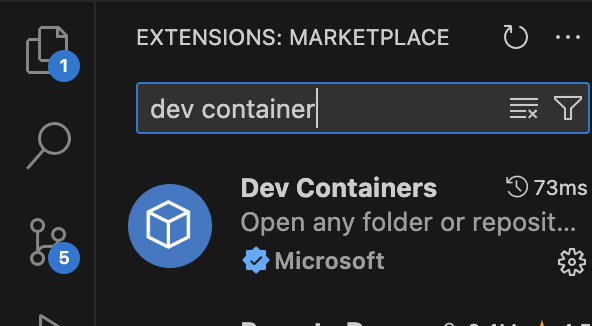 EXTENSIONS: MARKETPLACE
1
dev container
Dev Containers 73ms
Open any folder or reposit...
Microsoft
5